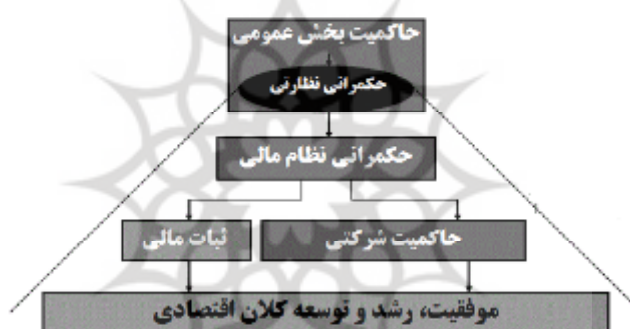 حاکمیت بخش عمومی
حکمرانی نظارتی
حکمرانی نظام مالی
حاکمیت شرکتی
ثبات مالی
موفقیت، رشد و توسعه کلان اقتصادی